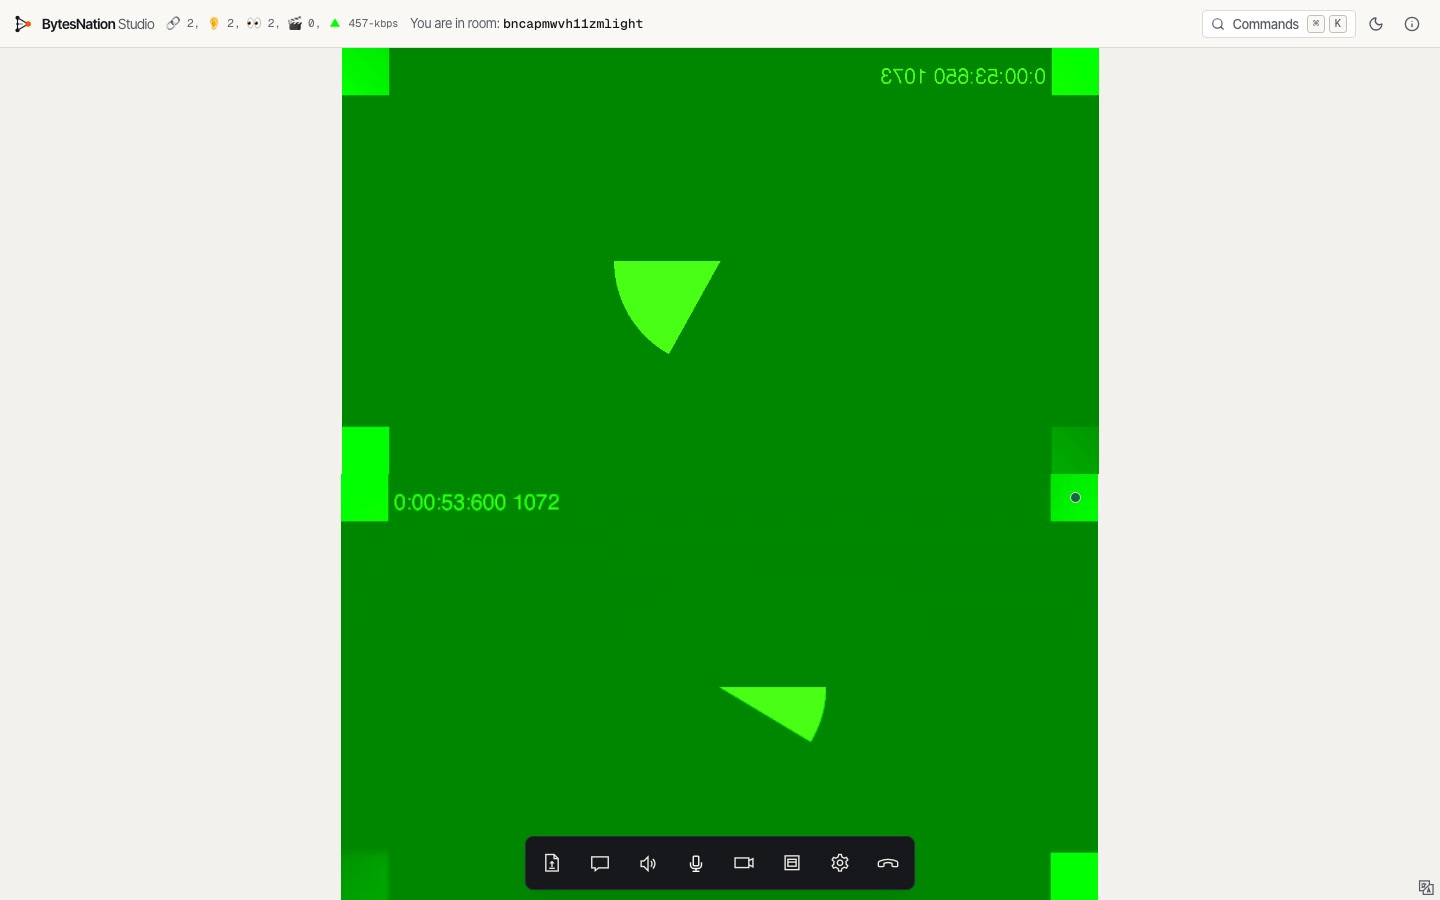 BytesNation Studio 2, 2, 2, 0, 457-kbps You are in room: bncapmwvh11zmlight Commands ⌘ K
0:00:53:650 1073
0:00:53:600 1072